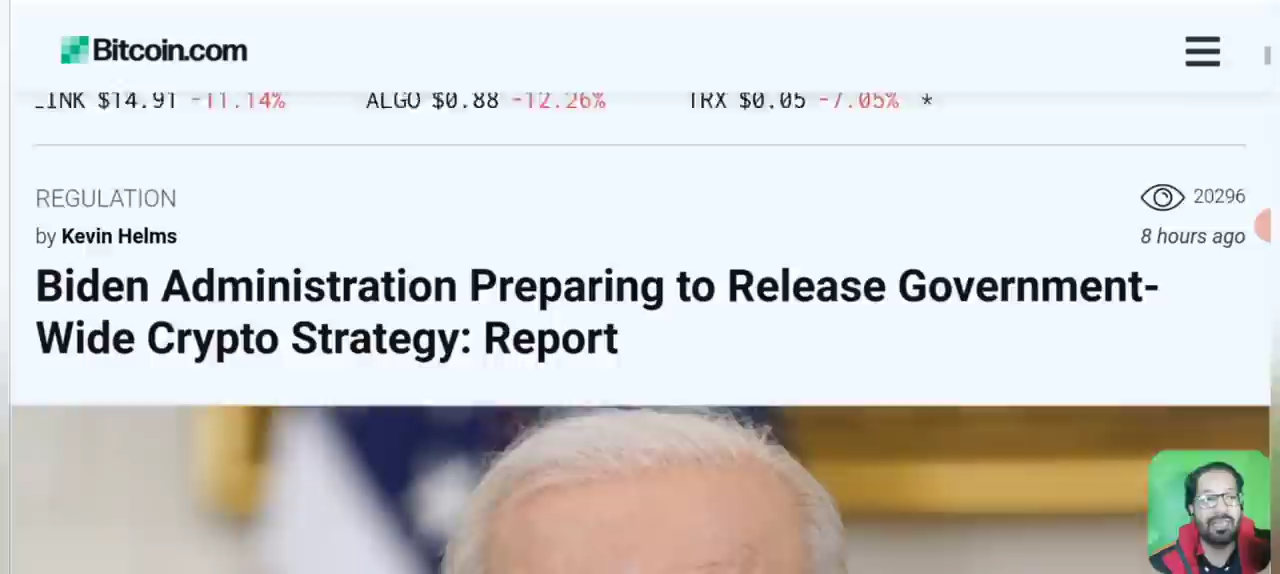 Bitcoin.com
LINK $14.91 -11.14% ALGO $0.88 -12.26% TRX $0.05 -7.05% *
REGULATION
20296
by Kevin Helms
8 hours ago
Biden Administration Preparing to Release Government-
Wide Crypto Strategy: Report